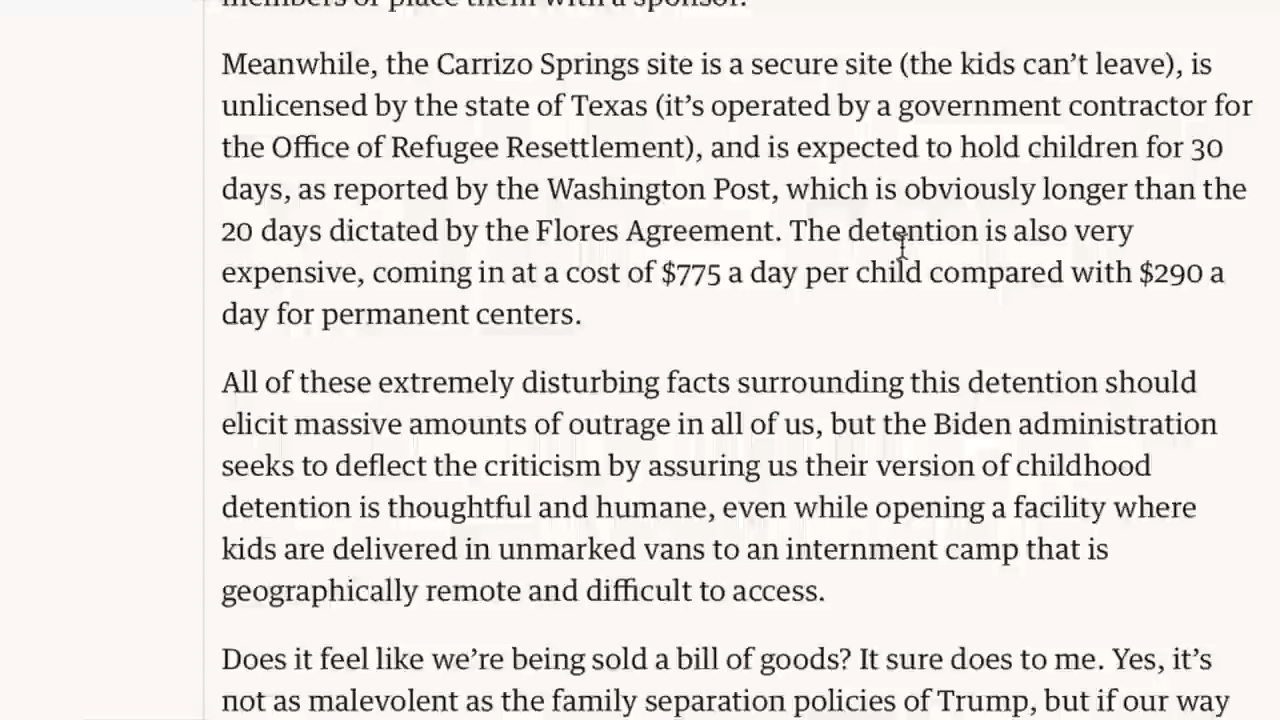 members or place them with a sponsor.
Meanwhile, the Carrizo Springs site is a secure site (the kids can’t leave), is
unlicensed by the state of Texas (it’s operated by a government contractor for
the Office of Refugee Resettlement), and is expected to hold children for 30
days, as reported by the Washington Post, which is obviously longer than the
20 days dictated by the Flores Agreement. The detention is also very
expensive, coming in at a cost of $775 a day per child compared with $290 a
day for permanent centers.
All of these extremely disturbing facts surrounding this detention should
elicit massive amounts of outrage in all of us, but the Biden administration
seeks to deflect the criticism by assuring us their version of childhood
detention is thoughtful and humane, even while opening a facility where
kids are delivered in unmarked vans to an internment camp that is
geographically remote and difficult to access.
Does it feel like we’re being sold a bill of goods? It sure does to me. Yes, it’s
not as malevolent as the family separation policies of Trump, but if our way